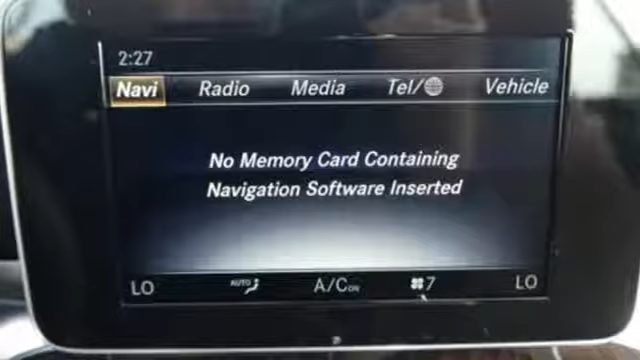 2:27
Navi Radio Media Tel/ Vehicle
No Memory Card Containing
Navigation Software Inserted
LO AUTO A/C ON 7 LO